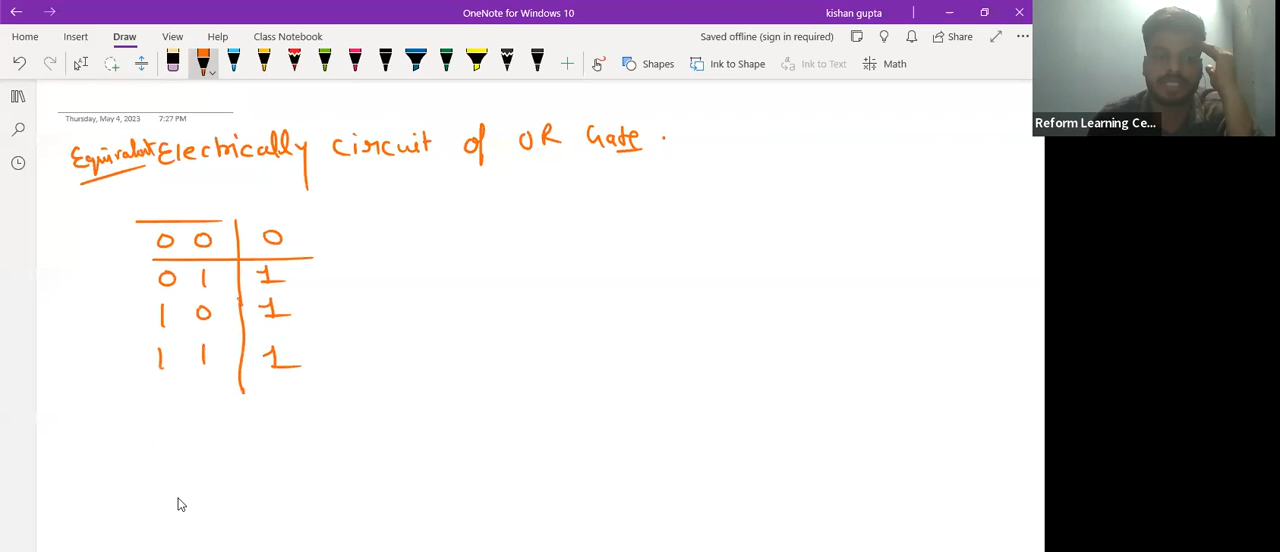 OneNote for Windows 10
kishan gupta
Home Insert Draw View Help Class Notebook
Saved offline (sign in required)
Share
Shapes Ink to Shape Ink to Text Math
Reform Learning Ce...
Thursday, May 4, 2023 7:27 PM
Equivalent Electrically circuit of OR Gate.
0 0 0
0 1 1
1 0 1
1 1 1